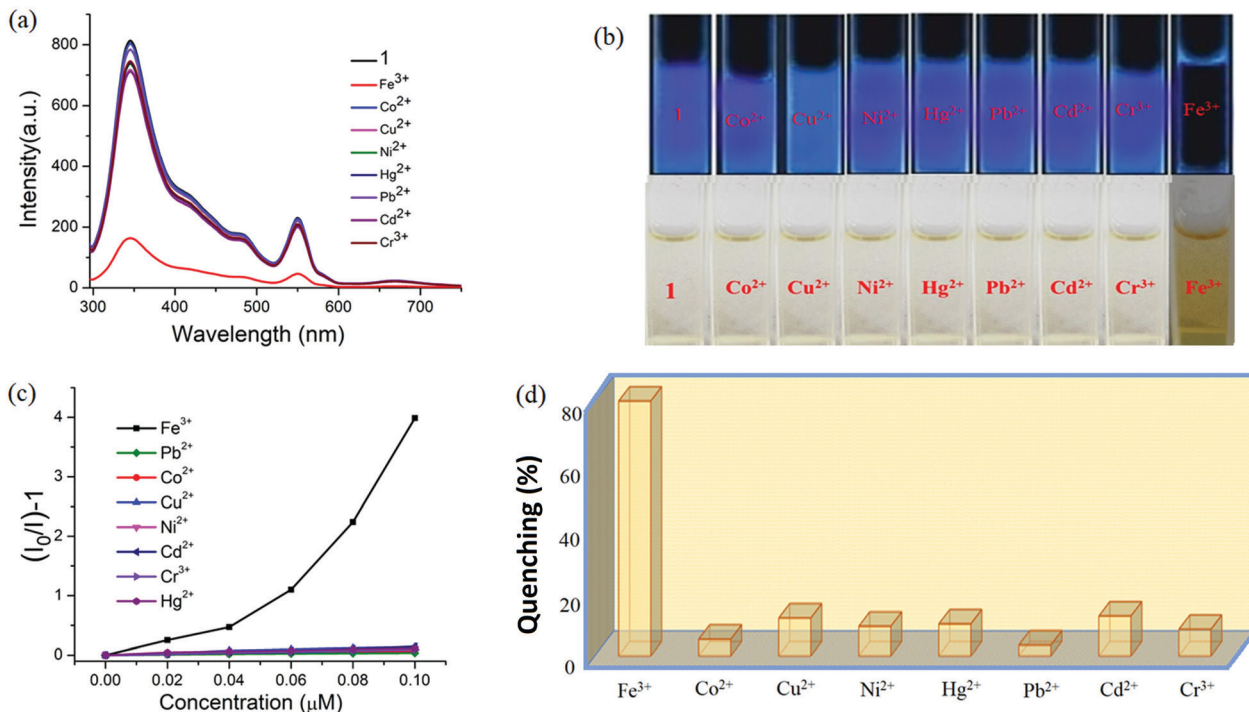 (a)
800
600
400
200
0
Intensity(a.u.)
300 400 500 600 700
Wavelength (nm)
1
Fe³⁺
Co²⁺
Cu²⁺
Ni²⁺
Hg²⁺
Pb²⁺
Cd²⁺
Cr³⁺
(b)
1 Co²⁺ Cu²⁺ Ni²⁺ Hg²⁺ Pb²⁺ Cd²⁺ Cr³⁺ Fe³⁺
1 Co²⁺ Cu²⁺ Ni²⁺ Hg²⁺ Pb²⁺ Cd²⁺ Cr³⁺ Fe³⁺
(c)
4
3
2
1
0
(I₀/I)-1
0.00 0.02 0.04 0.06 0.08 0.10
Concentration (μM)
Fe³⁺
Pb²⁺
Co²⁺
Cu²⁺
Ni²⁺
Cd²⁺
Cr³⁺
Hg²⁺
(d)
80
60
40
20
0
Quenching (%)
Fe³⁺ Co²⁺ Cu²⁺ Ni²⁺ Hg²⁺ Pb²⁺ Cd²⁺ Cr³⁺